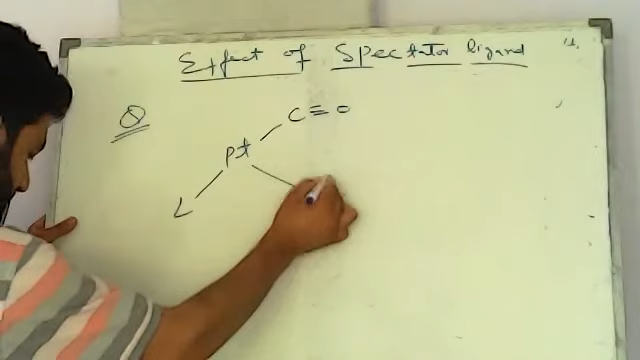 Effect of Spectator ligand
Q
C≡O
Pt
L